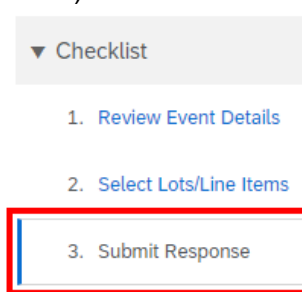 ▼ Checklist
1. Review Event Details
2. Select Lots/Line Items
3. Submit Response